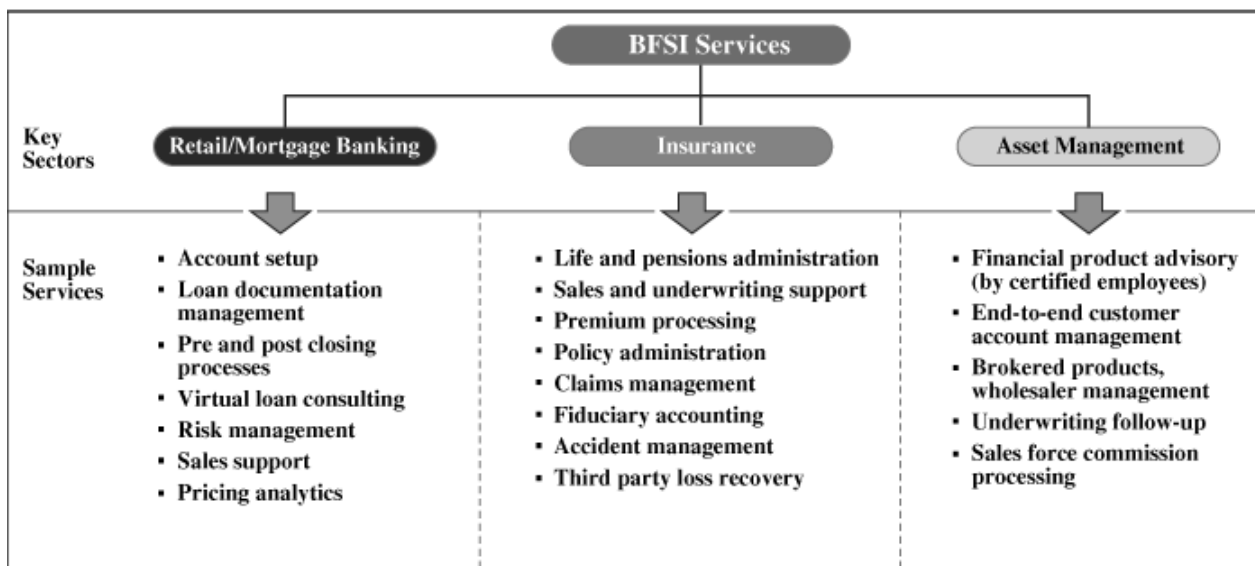 BFSI Services
Key
Sectors
Retail/Mortgage Banking
Insurance
Asset Management
Sample
Services
▪ Account setup
▪ Loan documentation
management
▪ Pre and post closing
processes
▪ Virtual loan consulting
▪ Risk management
▪ Sales support
▪ Pricing analytics
▪ Life and pensions administration
▪ Sales and underwriting support
▪ Premium processing
▪ Policy administration
▪ Claims management
▪ Fiduciary accounting
▪ Accident management
▪ Third party loss recovery
▪ Financial product advisory
(by certified employees)
▪ End-to-end customer
account management
▪ Brokered products,
wholesaler management
▪ Underwriting follow-up
▪ Sales force commission
processing